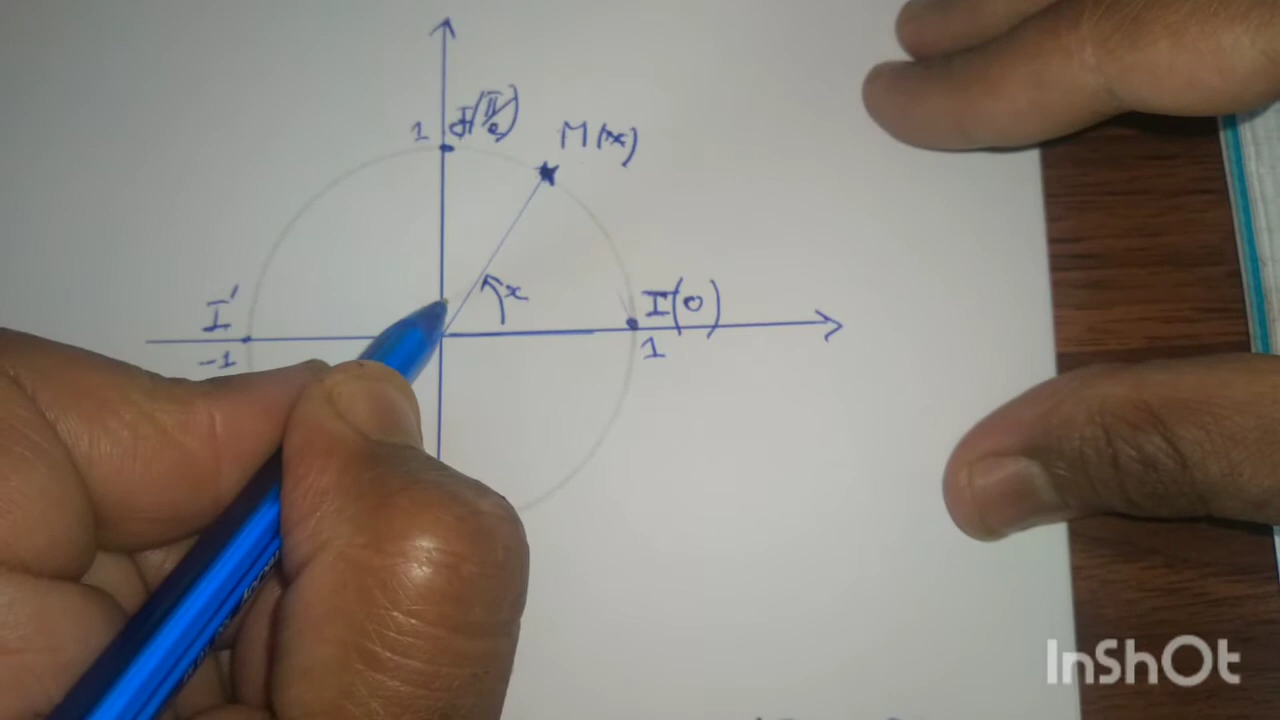 1 J(π/2)
M(x)
x
I'
I(0)
-1
1
InShOt